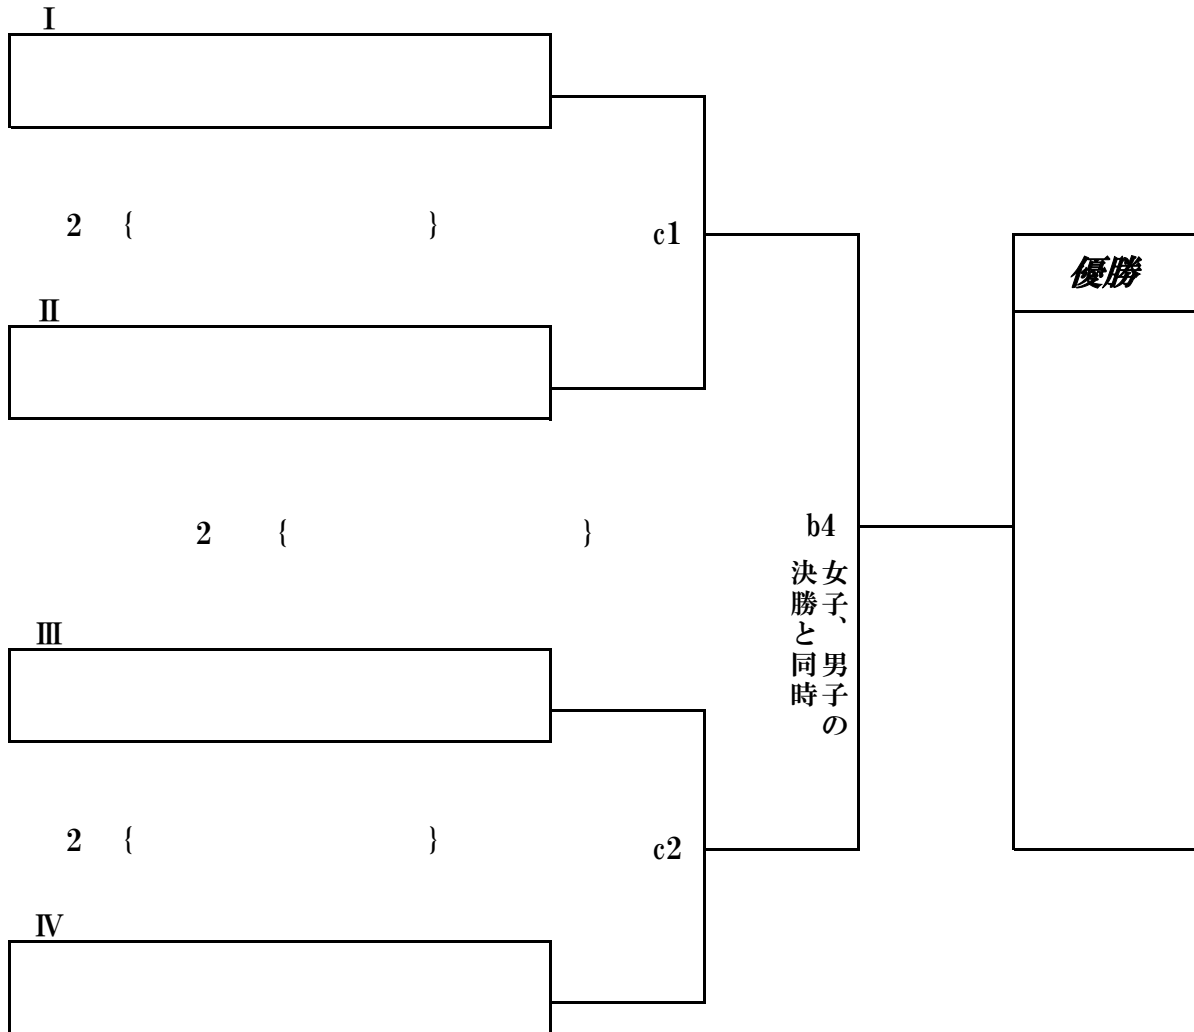 Ⅰ
2 { } c1
優勝
Ⅱ
2 { }
b4
女子、男子の
決勝と同時
Ⅲ
2 { } c2
Ⅳ